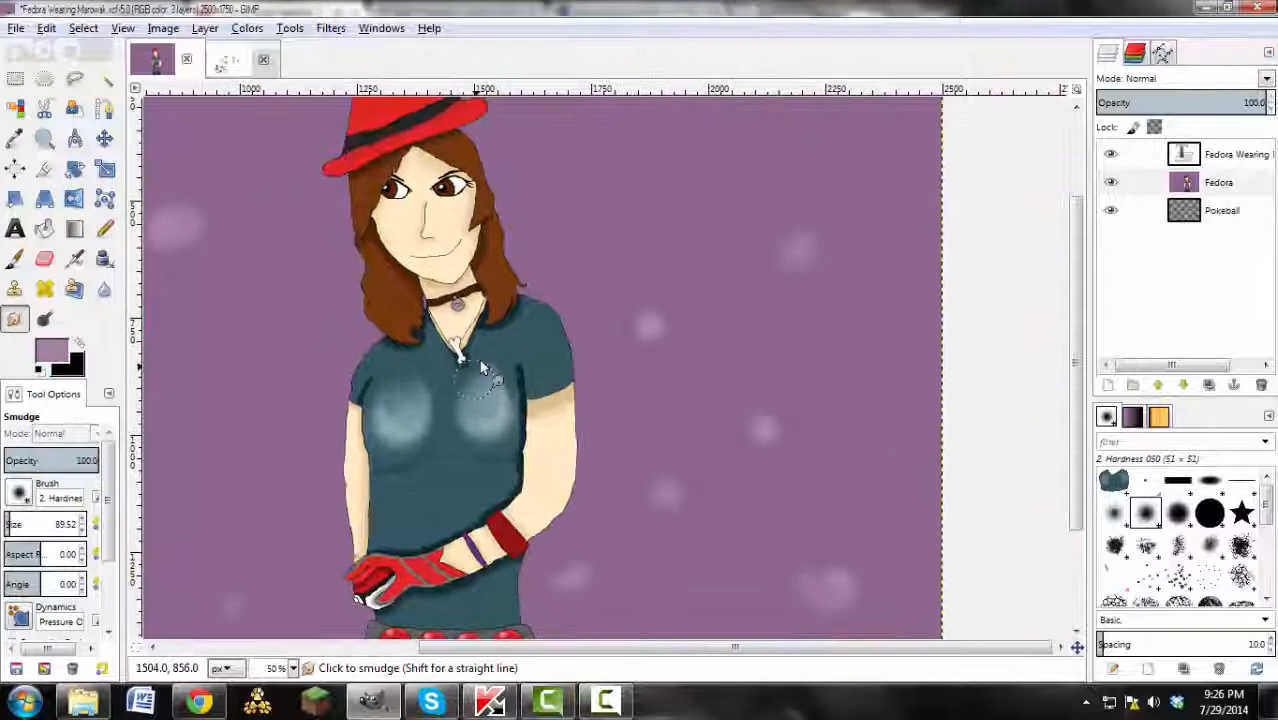 *Fedora Wearing Marowak.xcf-5.0 (RGB color, 3 layers) 2500x1750 – GIMP
File Edit Select View Image Layer Colors Tools Filters Windows Help
1000 1250 1500 1750 2000 2250 2500
Mode: Normal
Opacity 100.0
Lock:
Fedora Wearing
Fedora
Pokeball
Tool Options
Smudge
Mode: Normal
Opacity 100.0
Brush
2. Hardnes
Size 89.52
Aspect R... 0.00
Angle 0.00
Dynamics
Pressure O
filter
2. Hardness 050 (51 × 51)
Basic,
Spacing 10.0
1504.0, 856.0 px 50 % Click to smudge (Shift for a straight line)
9:26 PM
7/29/2014